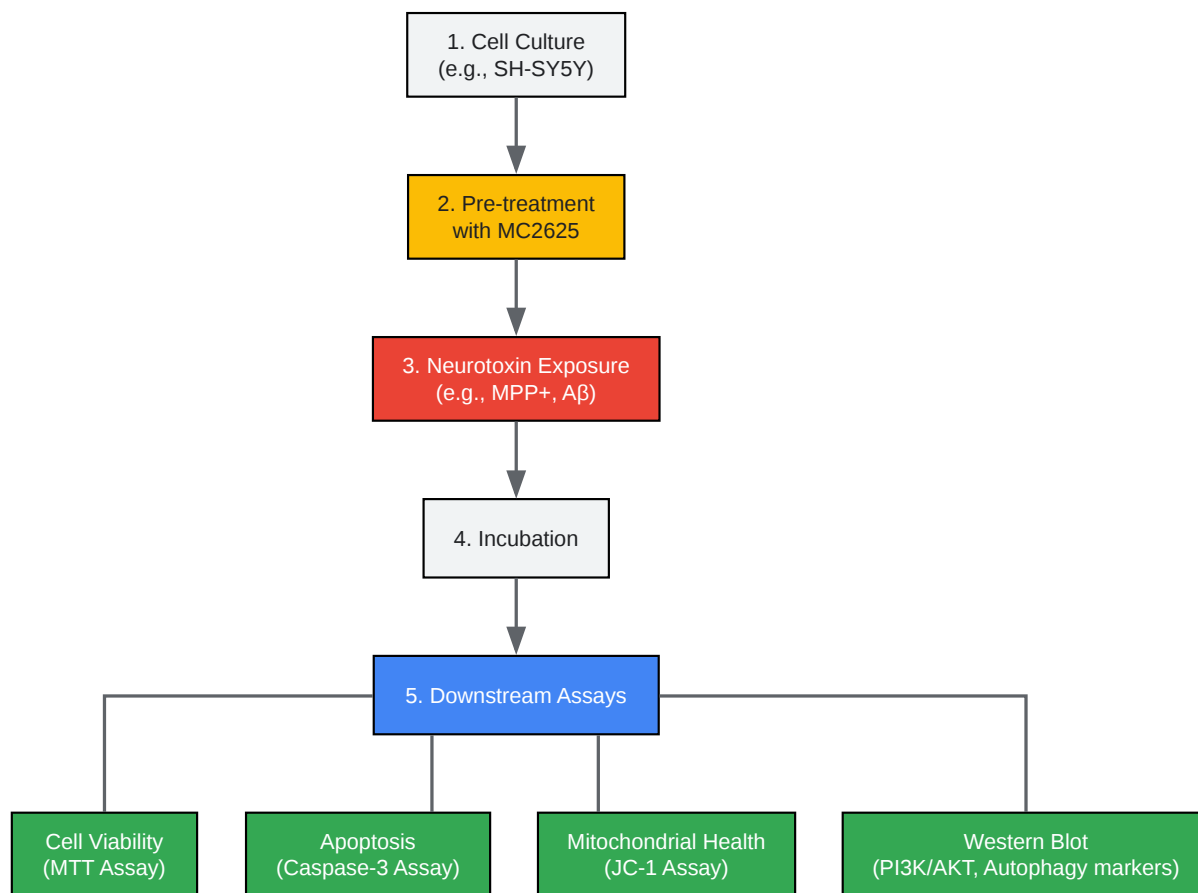 1. Cell Culture
(e.g., SH-SY5Y)
2. Pre-treatment
with MC2625
3. Neurotoxin Exposure
(e.g., MPP+, Aβ)
4. Incubation
5. Downstream Assays
Cell Viability
(MTT Assay)
Apoptosis
(Caspase-3 Assay)
Mitochondrial Health
(JC-1 Assay)
Western Blot
(PI3K/AKT, Autophagy markers)